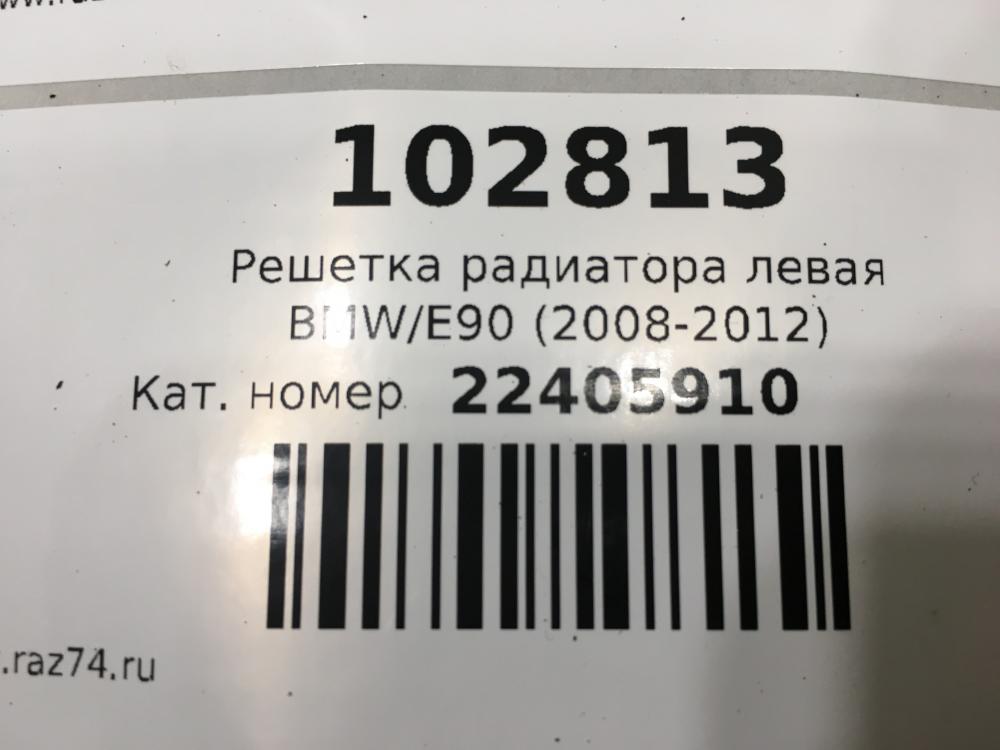 102813
Решетка радиатора левая
BMW/E90 (2008-2012)
Кат. номер 22405910
.raz74.ru